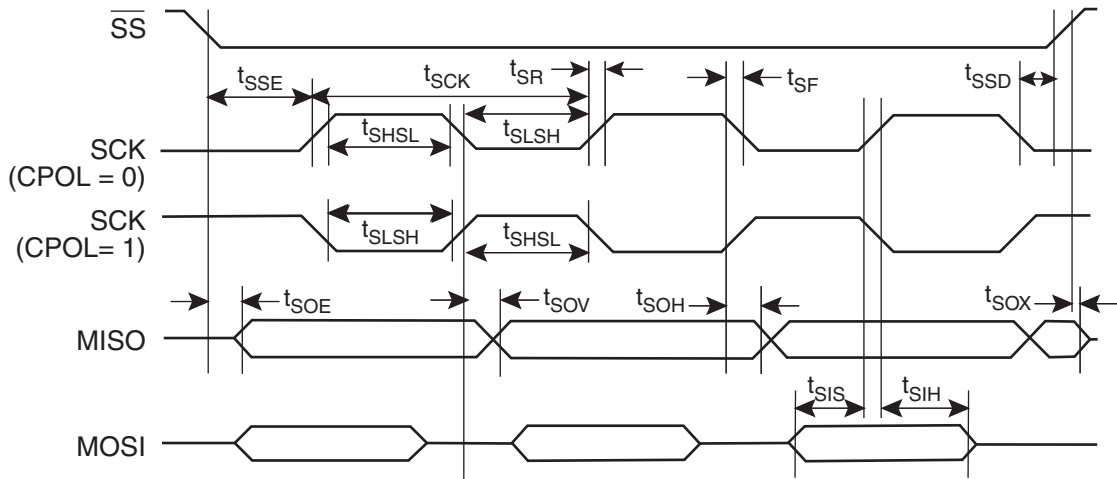 SS
tSSE
tSCK
tSR
tSF
tSSD
SCK
(CPOL = 0)
tSHSL
tSLSH
SCK
(CPOL= 1)
tSLSH
tSHSL
tSOE
tSOV
tSOH
tSOX
MISO
tSIS
tSIH
MOSI